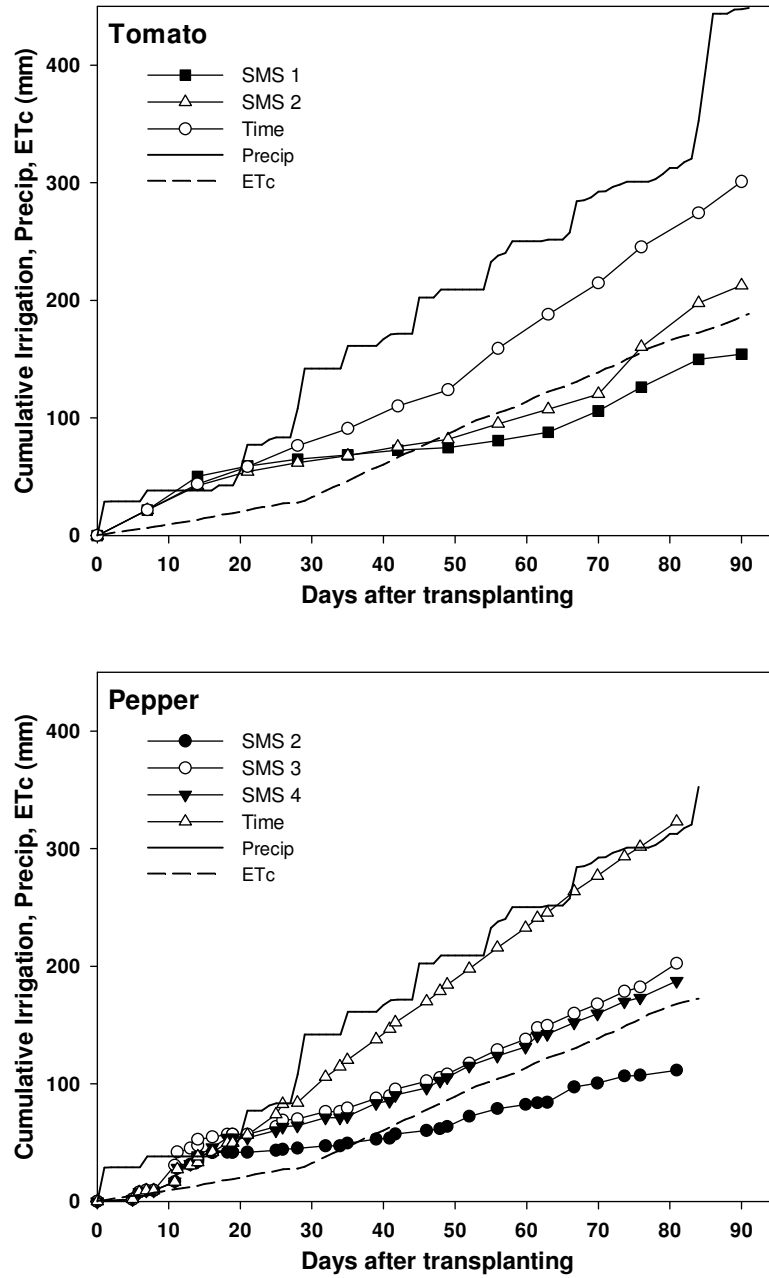 Tomato
SMS 1
SMS 2
Time
Precip
ETc
Cumulative Irrigation, Precip, ETc (mm)
400
300
200
100
0
0 10 20 30 40 50 60 70 80 90
Days after transplanting
Pepper
SMS 2
SMS 3
SMS 4
Time
Precip
ETc
Cumulative Irrigation, Precip, ETc (mm)
400
300
200
100
0
0 10 20 30 40 50 60 70 80 90
Days after transplanting